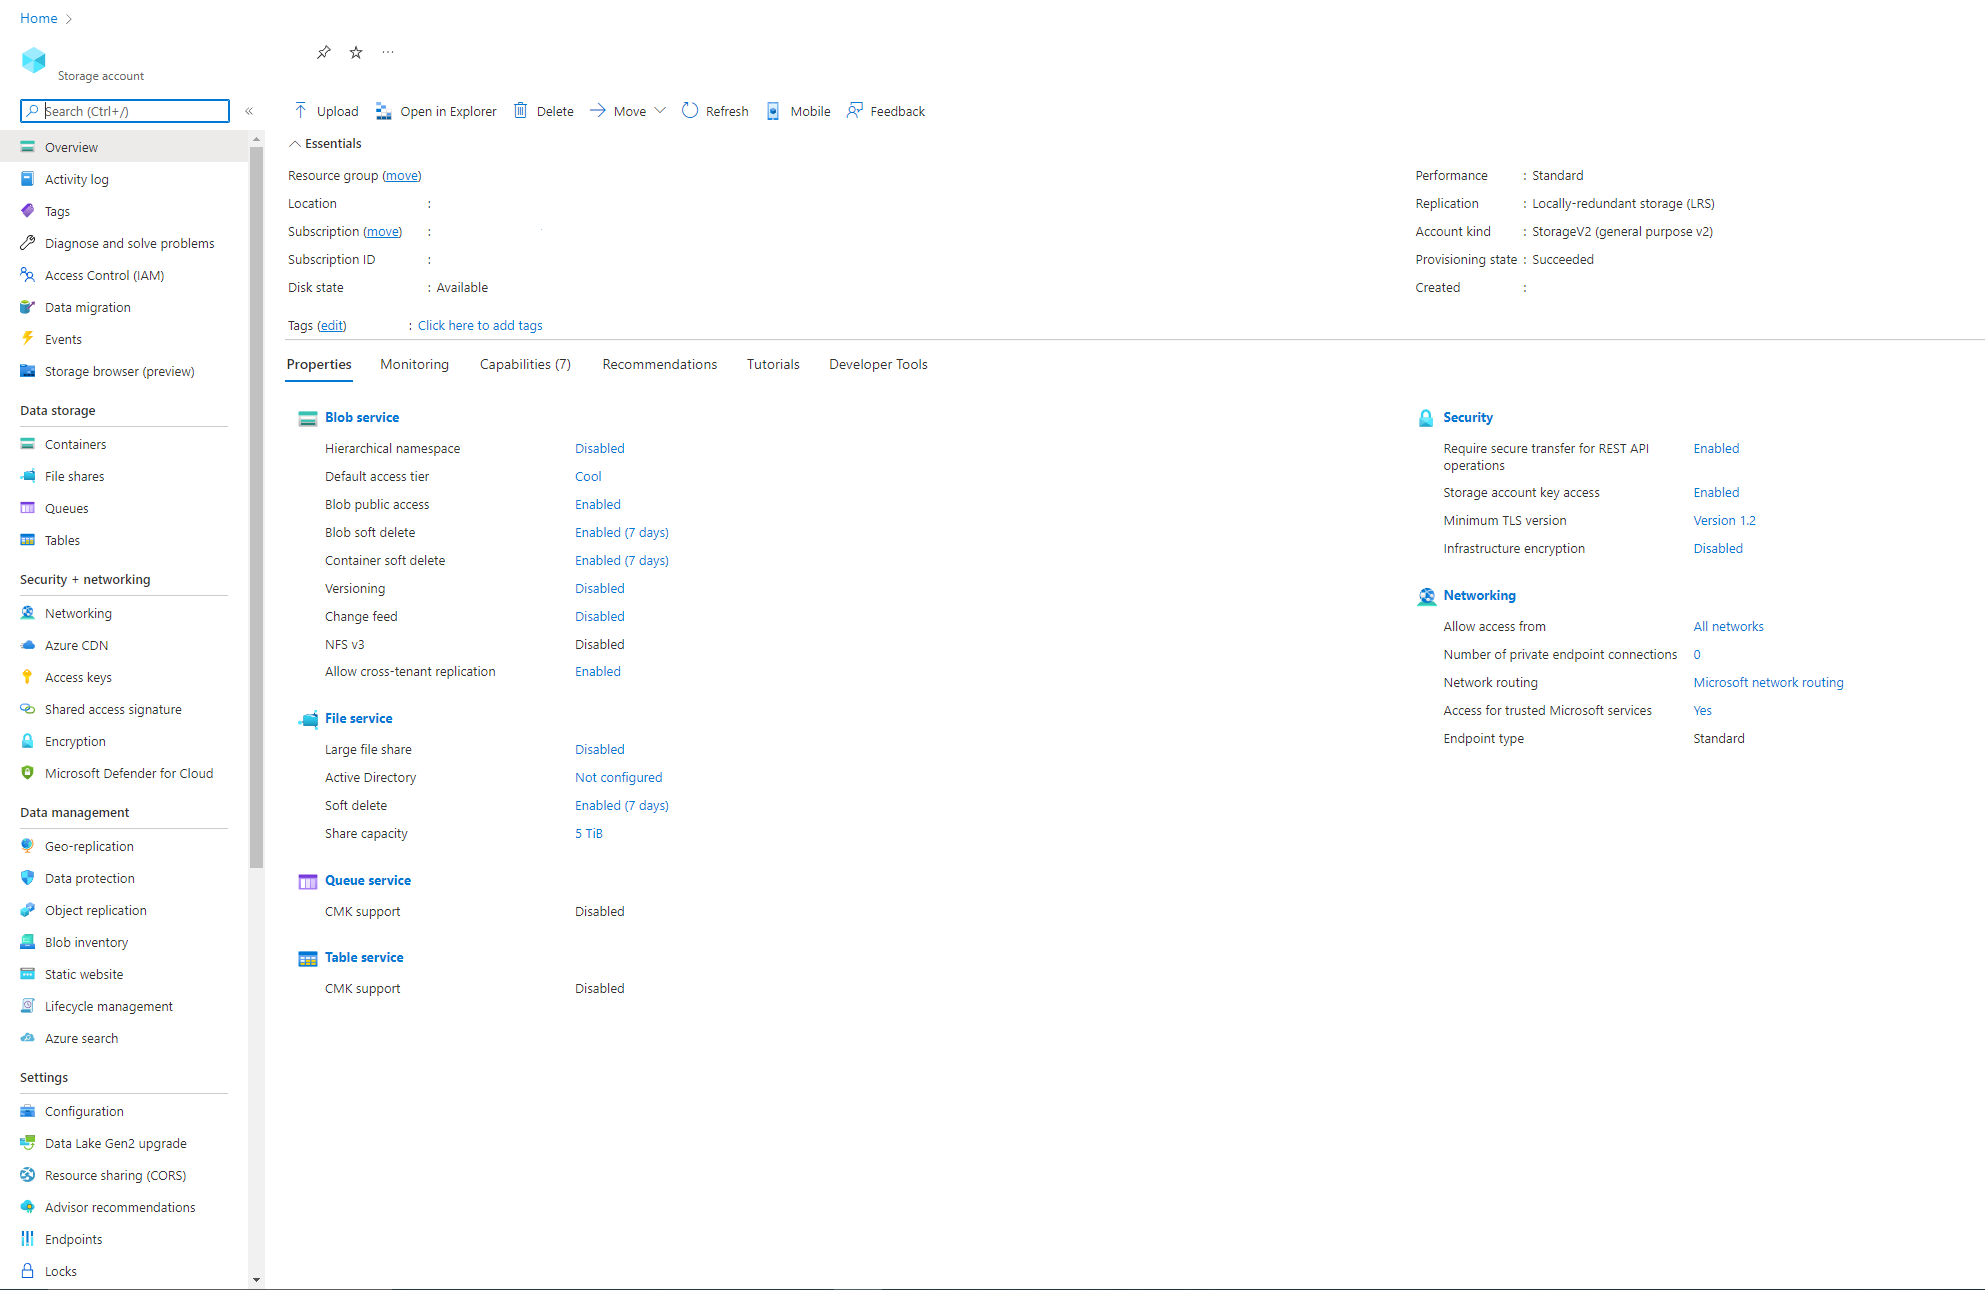 Home
Storage account
Search (Ctrl+/)
Overview
Activity log
Tags
Diagnose and solve problems
Access Control (IAM)
Data migration
Events
Storage browser (preview)
Data storage
Containers
File shares
Queues
Tables
Security + networking
Networking
Azure CDN
Access keys
Shared access signature
Encryption
Microsoft Defender for Cloud
Data management
Geo-replication
Data protection
Object replication
Blob inventory
Static website
Lifecycle management
Azure search
Settings
Configuration
Data Lake Gen2 upgrade
Resource sharing (CORS)
Advisor recommendations
Endpoints
Locks
Upload Open in Explorer Delete Move Refresh Mobile Feedback
Essentials
Resource group (move)
Location :
Subscription (move) :
Subscription ID :
Disk state : Available
Performance : Standard
Replication : Locally-redundant storage (LRS)
Account kind : StorageV2 (general purpose v2)
Provisioning state : Succeeded
Created :
Tags (edit) : Click here to add tags
Properties Monitoring Capabilities (7) Recommendations Tutorials Developer Tools
Blob service
Hierarchical namespace Disabled
Default access tier Cool
Blob public access Enabled
Blob soft delete Enabled (7 days)
Container soft delete Enabled (7 days)
Versioning Disabled
Change feed Disabled
NFS v3 Disabled
Allow cross-tenant replication Enabled
File service
Large file share Disabled
Active Directory Not configured
Soft delete Enabled (7 days)
Share capacity 5 TiB
Queue service
CMK support Disabled
Table service
CMK support Disabled
Security
Require secure transfer for REST API Enabled
operations
Storage account key access Enabled
Minimum TLS version Version 1.2
Infrastructure encryption Disabled
Networking
Allow access from All networks
Number of private endpoint connections 0
Network routing Microsoft network routing
Access for trusted Microsoft services Yes
Endpoint type Standard